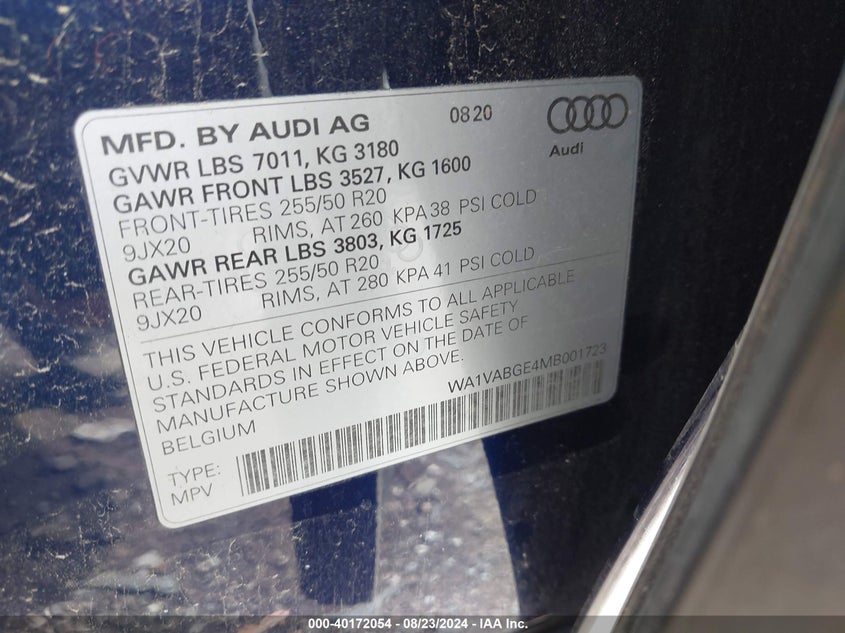 MFD. BY AUDI AG 08 20
Audi
GVWR LBS 7011, KG 3180
GAWR FRONT LBS 3527, KG 1600
FRONT-TIRES 255/50 R20
9JX20 RIMS, AT 260 KPA 38 PSI COLD
GAWR REAR LBS 3803, KG 1725
REAR-TIRES 255/50 R20
9JX20 RIMS, AT 280 KPA 41 PSI COLD
THIS VEHICLE CONFORMS TO ALL APPLICABLE
U.S. FEDERAL MOTOR VEHICLE SAFETY
STANDARDS IN EFFECT ON THE DATE OF
MANUFACTURE SHOWN ABOVE.
BELGIUM
WA1VABGE4MB001723
TYPE:
MPV
000-40172054 - 08/23/2024 - IAA Inc.